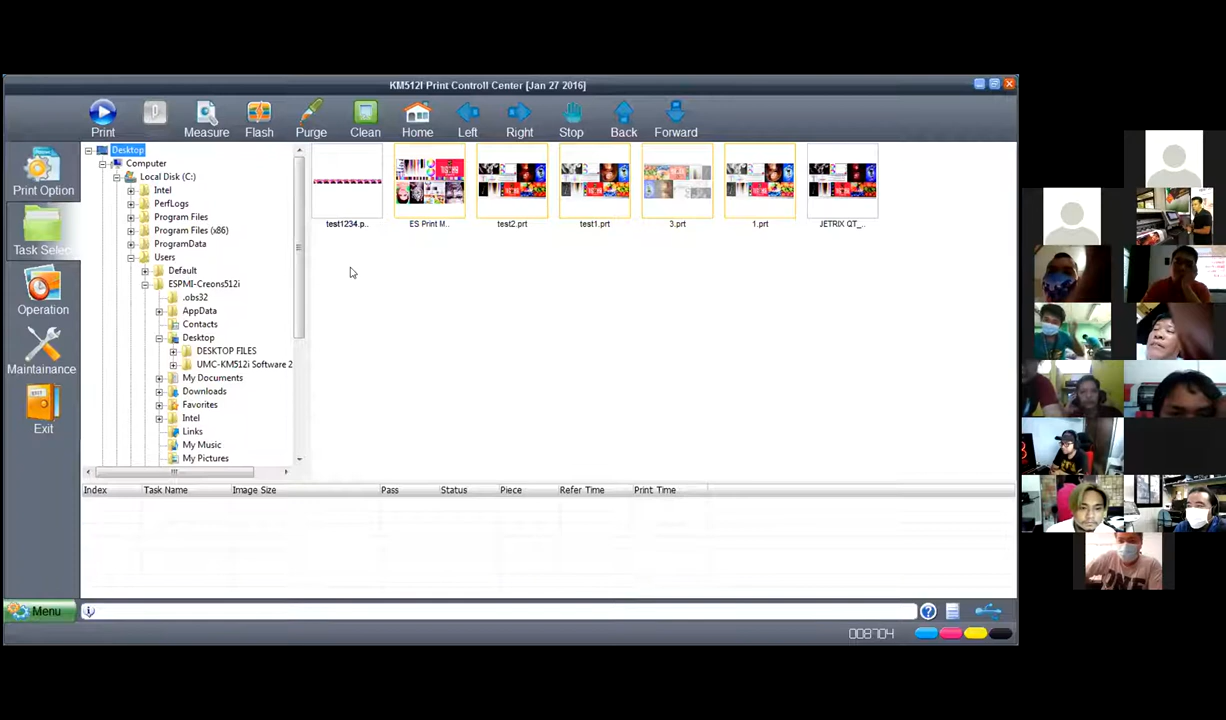 KM512I Print Controll Center [Jan 27 2016]
Print Measure Flash Purge Clean Home Left Right Stop Back Forward
Print Option
Task Selec
Operation
Maintainance
Exit
Desktop
Computer
Local Disk (C:)
Intel
PerfLogs
Program Files
Program Files (x86)
ProgramData
Users
Default
ESPMI-Creons512i
.obs32
AppData
Contacts
Desktop
DESKTOP FILES
UMC-KM512i Software 2
My Documents
Downloads
Favorites
Intel
Links
My Music
My Pictures
test1234.p.. ES Print M.. test2.prt test1.prt 3.prt 1.prt JETRIX QT_..
Index Task Name Image Size Pass Status Piece Refer Time Print Time
Menu
008704